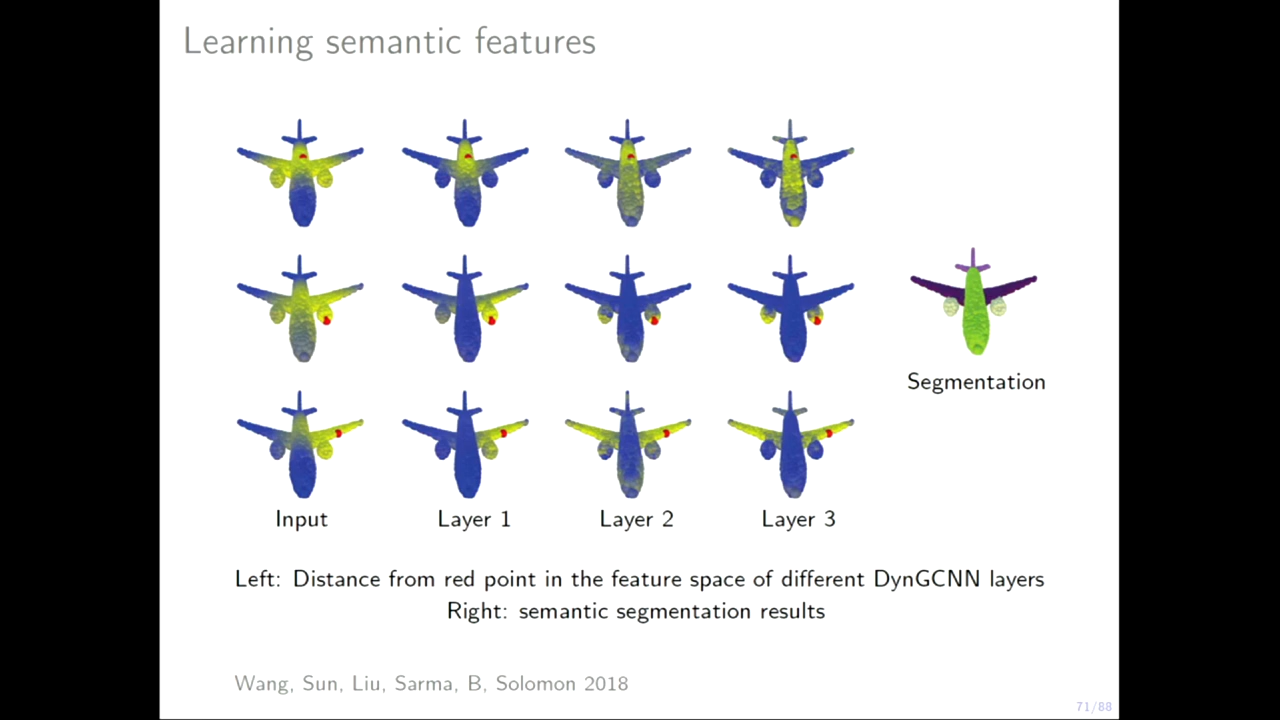 Learning semantic features
Segmentation
Input Layer 1 Layer 2 Layer 3
Left: Distance from red point in the feature space of different DynGCNN layers
Right: semantic segmentation results
Wang, Sun, Liu, Sarma, B, Solomon 2018
71/88